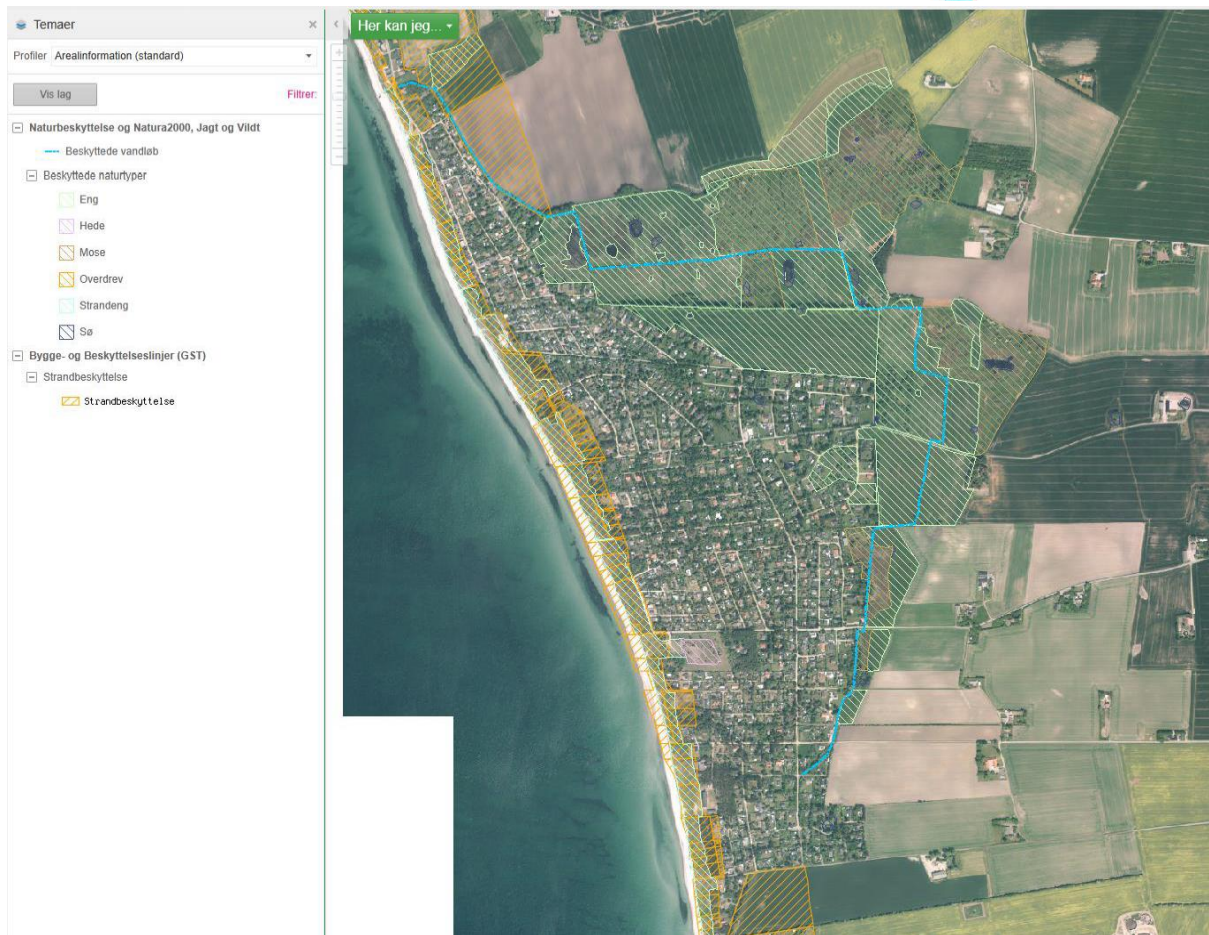 Temaer
Profiler Arealinformation (standard)
Vis lag
Filtrer:
Naturbeskyttelse og Natura2000, Jagt og Vildt
Beskyttede vandløb
Beskyttede naturtyper
Eng
Hede
Mose
Overdrev
Strandeng
Sø
Bygge- og Beskyttelseslinjer (GST)
Strandbeskyttelse
Strandbeskyttelse
Her kan jeg...